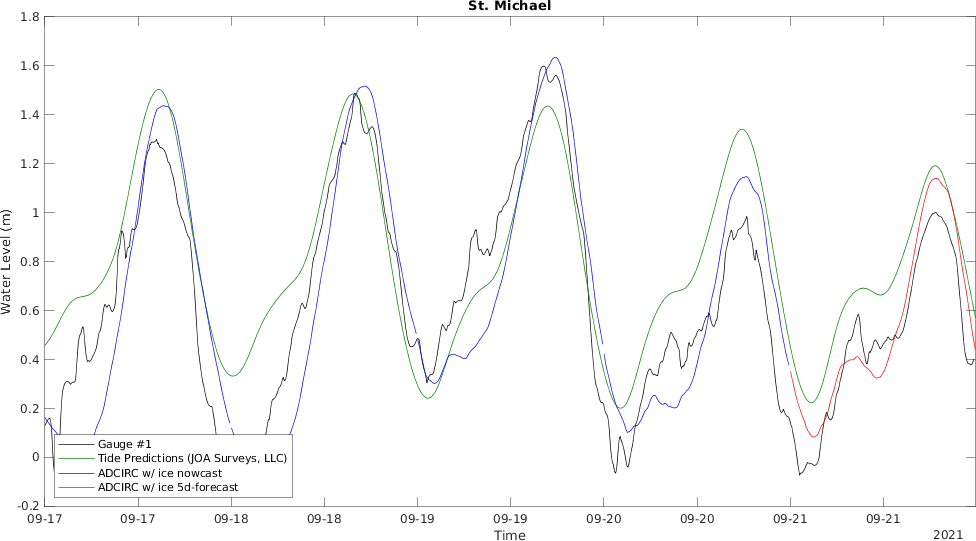 St. Michael
1.8
1.6
1.4
1.2
1
0.8
0.6
0.4
0.2
0
-0.2
Water Level (m)
Gauge #1
Tide Predictions (JOA Surveys, LLC)
ADCIRC w/ ice nowcast
ADCIRC w/ ice 5d-forecast
09-17 09-17 09-18 09-18 09-19 09-19 09-20 09-20 09-21 09-21
Time
2021